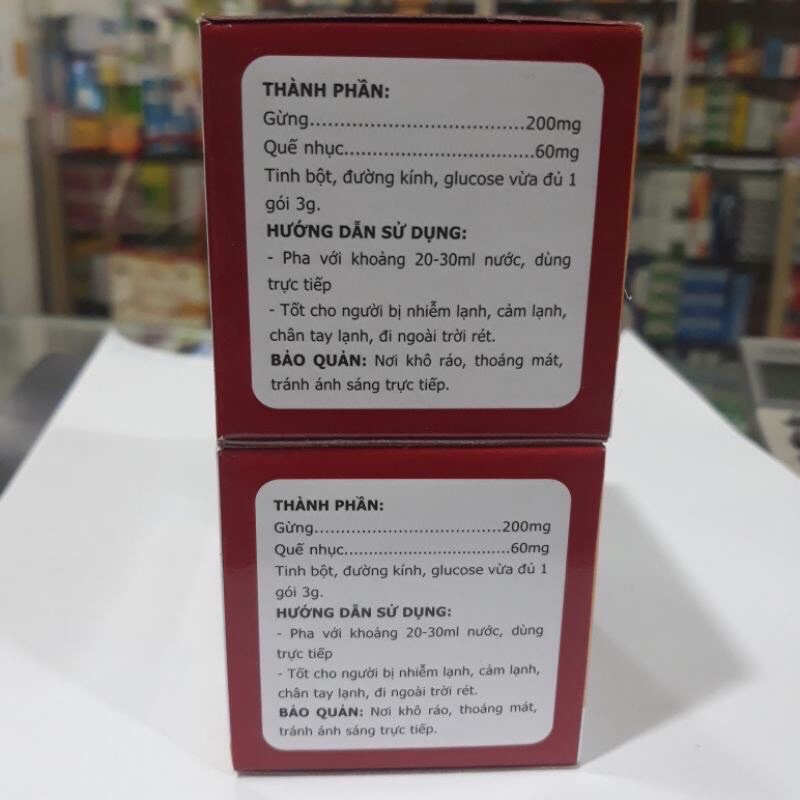 THÀNH PHẦN:
Gừng...................................200mg
Quế nhục...............................60mg
Tinh bột, đường kính, glucose vừa đủ 1
gói 3g.
HƯỚNG DẪN SỬ DỤNG:
- Pha với khoảng 20-30ml nước, dùng
trực tiếp
- Tốt cho người bị nhiễm lạnh, cảm lạnh,
chân tay lạnh, đi ngoài trời rét.
BẢO QUẢN: Nơi khô ráo, thoáng mát,
tránh ánh sáng trực tiếp.
THÀNH PHẦN:
Gừng...................................200mg
Quế nhục...............................60mg
Tinh bột, đường kính, glucose vừa đủ 1
gói 3g.
HƯỚNG DẪN SỬ DỤNG:
- Pha với khoảng 20-30ml nước, dùng
trực tiếp
- Tốt cho người bị nhiễm lạnh, cảm lạnh,
chân tay lạnh, đi ngoài trời rét.
BẢO QUẢN: Nơi khô ráo, thoáng mát,
tránh ánh sáng trực tiếp.